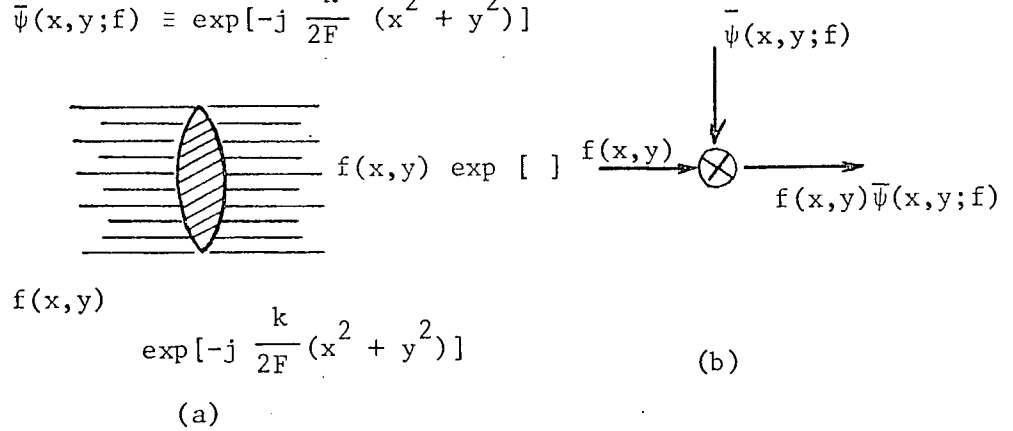 ψ̅(x,y;f) ≡ exp[-j k/2F (x² + y²)]
ψ̅(x,y;f)
f(x,y) exp [ ]
f(x,y)
f(x,y)ψ̅(x,y;f)
f(x,y)
exp[-j k/2F (x² + y²)]
(a)
(b)